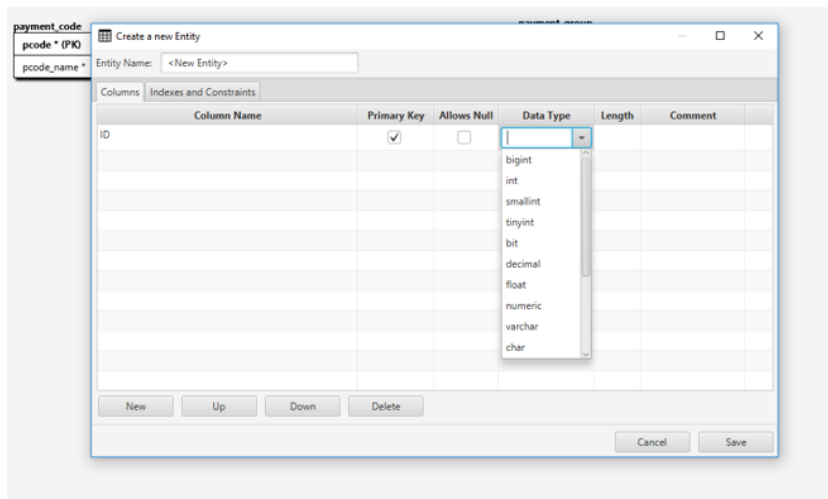 payment_code
payment_group
pcode * (PK)
pcode_name *
Create a new Entity
Entity Name: <New Entity>
Columns Indexes and Constraints
Column Name Primary Key Allows Null Data Type Length Comment
ID
bigint
int
smallint
tinyint
bit
decimal
float
numeric
varchar
char
New Up Down Delete
Cancel Save